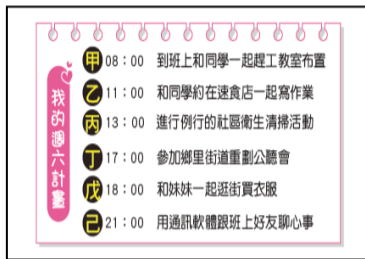 我的週六計畫
甲 08：00 到班上和同學一起趕工教室布置
乙 11：00 和同學約在速食店一起寫作業
丙 13：00 進行例行的社區衛生清掃活動
丁 17：00 參加鄉里街道重劃公聽會
戊 18：00 和妹妹一起逛街買衣服
己 21：00 用通訊軟體跟班上好友聊心事